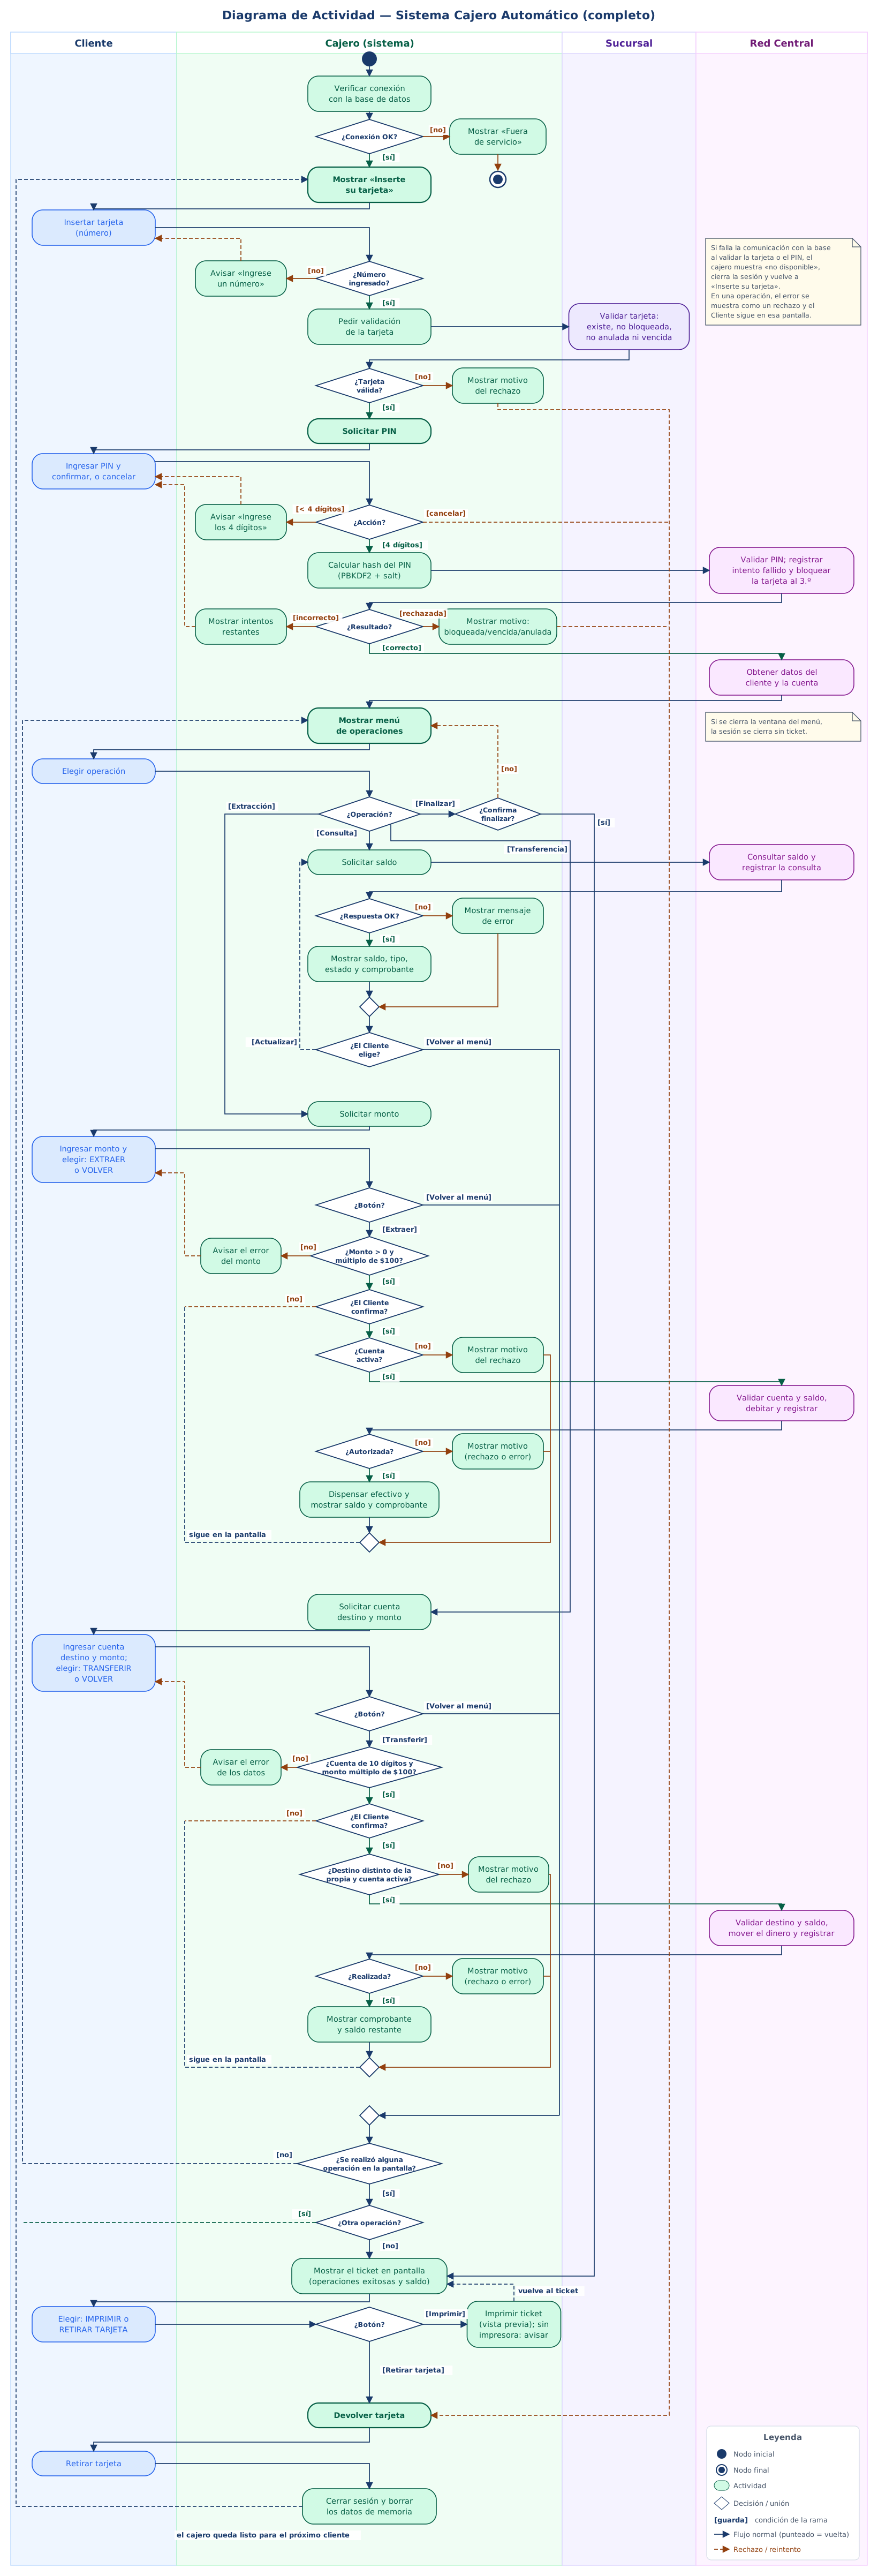 Diagrama de Actividad — Sistema Cajero Automático (completo)
Cliente
Cajero (sistema)
Sucursal
Red Central
Verificar conexión
con la base de datos
¿Conexión OK?
[no]
Mostrar «Fuera
de servicio»
[sí]
Mostrar «Inserte
su tarjeta»
Insertar tarjeta
(número)
Si falla la comunicación con la base
al validar la tarjeta o el PIN, el
cajero muestra «no disponible»,
cierra la sesión y vuelve a
«Inserte su tarjeta».
En una operación, el error se
muestra como un rechazo y el
Cliente sigue en esa pantalla.
Avisar «Ingrese
un número»
[no]
¿Número
ingresado?
[sí]
Pedir validación
de la tarjeta
Validar tarjeta:
existe, no bloqueada,
no anulada ni vencida
¿Tarjeta
válida?
[no]
Mostrar motivo
del rechazo
[sí]
Solicitar PIN
Ingresar PIN y
confirmar, o cancelar
Avisar «Ingrese
los 4 dígitos»
[< 4 dígitos]
¿Acción?
[cancelar]
[4 dígitos]
Calcular hash del PIN
(PBKDF2 + salt)
Validar PIN; registrar
intento fallido y bloquear
la tarjeta al 3.º
Mostrar intentos
restantes
[incorrecto]
¿Resultado?
[rechazada]
Mostrar motivo:
bloqueada/vencida/anulada
[correcto]
Obtener datos del
cliente y la cuenta
Mostrar menú
de operaciones
Si se cierra la ventana del menú,
la sesión se cierra sin ticket.
Elegir operación
[no]
[Extracción]
¿Operación?
[Finalizar]
¿Confirma
finalizar?
[sí]
[Consulta]
[Transferencia]
Solicitar saldo
Consultar saldo y
registrar la consulta
¿Respuesta OK?
[no]
Mostrar mensaje
de error
[sí]
Mostrar saldo, tipo,
estado y comprobante
[Actualizar]
¿El Cliente
elige?
[Volver al menú]
Solicitar monto
Ingresar monto y
elegir: EXTRAER
o VOLVER
¿Botón?
[Volver al menú]
[Extraer]
Avisar el error
del monto
[no]
¿Monto > 0 y
múltiplo de $100?
[sí]
[no]
¿El Cliente
confirma?
[sí]
¿Cuenta
activa?
[no]
Mostrar motivo
del rechazo
[sí]
Validar cuenta y saldo,
debitar y registrar
¿Autorizada?
[no]
Mostrar motivo
(rechazo o error)
[sí]
Dispensar efectivo y
mostrar saldo y comprobante
sigue en la pantalla
Solicitar cuenta
destino y monto
Ingresar cuenta
destino y monto;
elegir: TRANSFERIR
o VOLVER
¿Botón?
[Volver al menú]
[Transferir]
Avisar el error
de los datos
[no]
¿Cuenta de 10 dígitos y
monto múltiplo de $100?
[sí]
[no]
¿El Cliente
confirma?
[sí]
¿Destino distinto de la
propia y cuenta activa?
[no]
Mostrar motivo
del rechazo
[sí]
Validar destino y saldo,
mover el dinero y registrar
¿Realizada?
[no]
Mostrar motivo
(rechazo o error)
[sí]
Mostrar comprobante
y saldo restante
sigue en la pantalla
[no]
¿Se realizó alguna
operación en la pantalla?
[sí]
[sí]
¿Otra operación?
[no]
Mostrar el ticket en pantalla
(operaciones exitosas y saldo)
vuelve al ticket
Elegir: IMPRIMIR o
RETIRAR TARJETA
¿Botón?
[Imprimir]
Imprimir ticket
(vista previa); sin
impresora: avisar
[Retirar tarjeta]
Devolver tarjeta
Retirar tarjeta
Cerrar sesión y borrar
los datos de memoria
el cajero queda listo para el próximo cliente
Leyenda
Nodo inicial
Nodo final
Actividad
Decisión / unión
[guarda] condición de la rama
Flujo normal (punteado = vuelta)
Rechazo / reintento